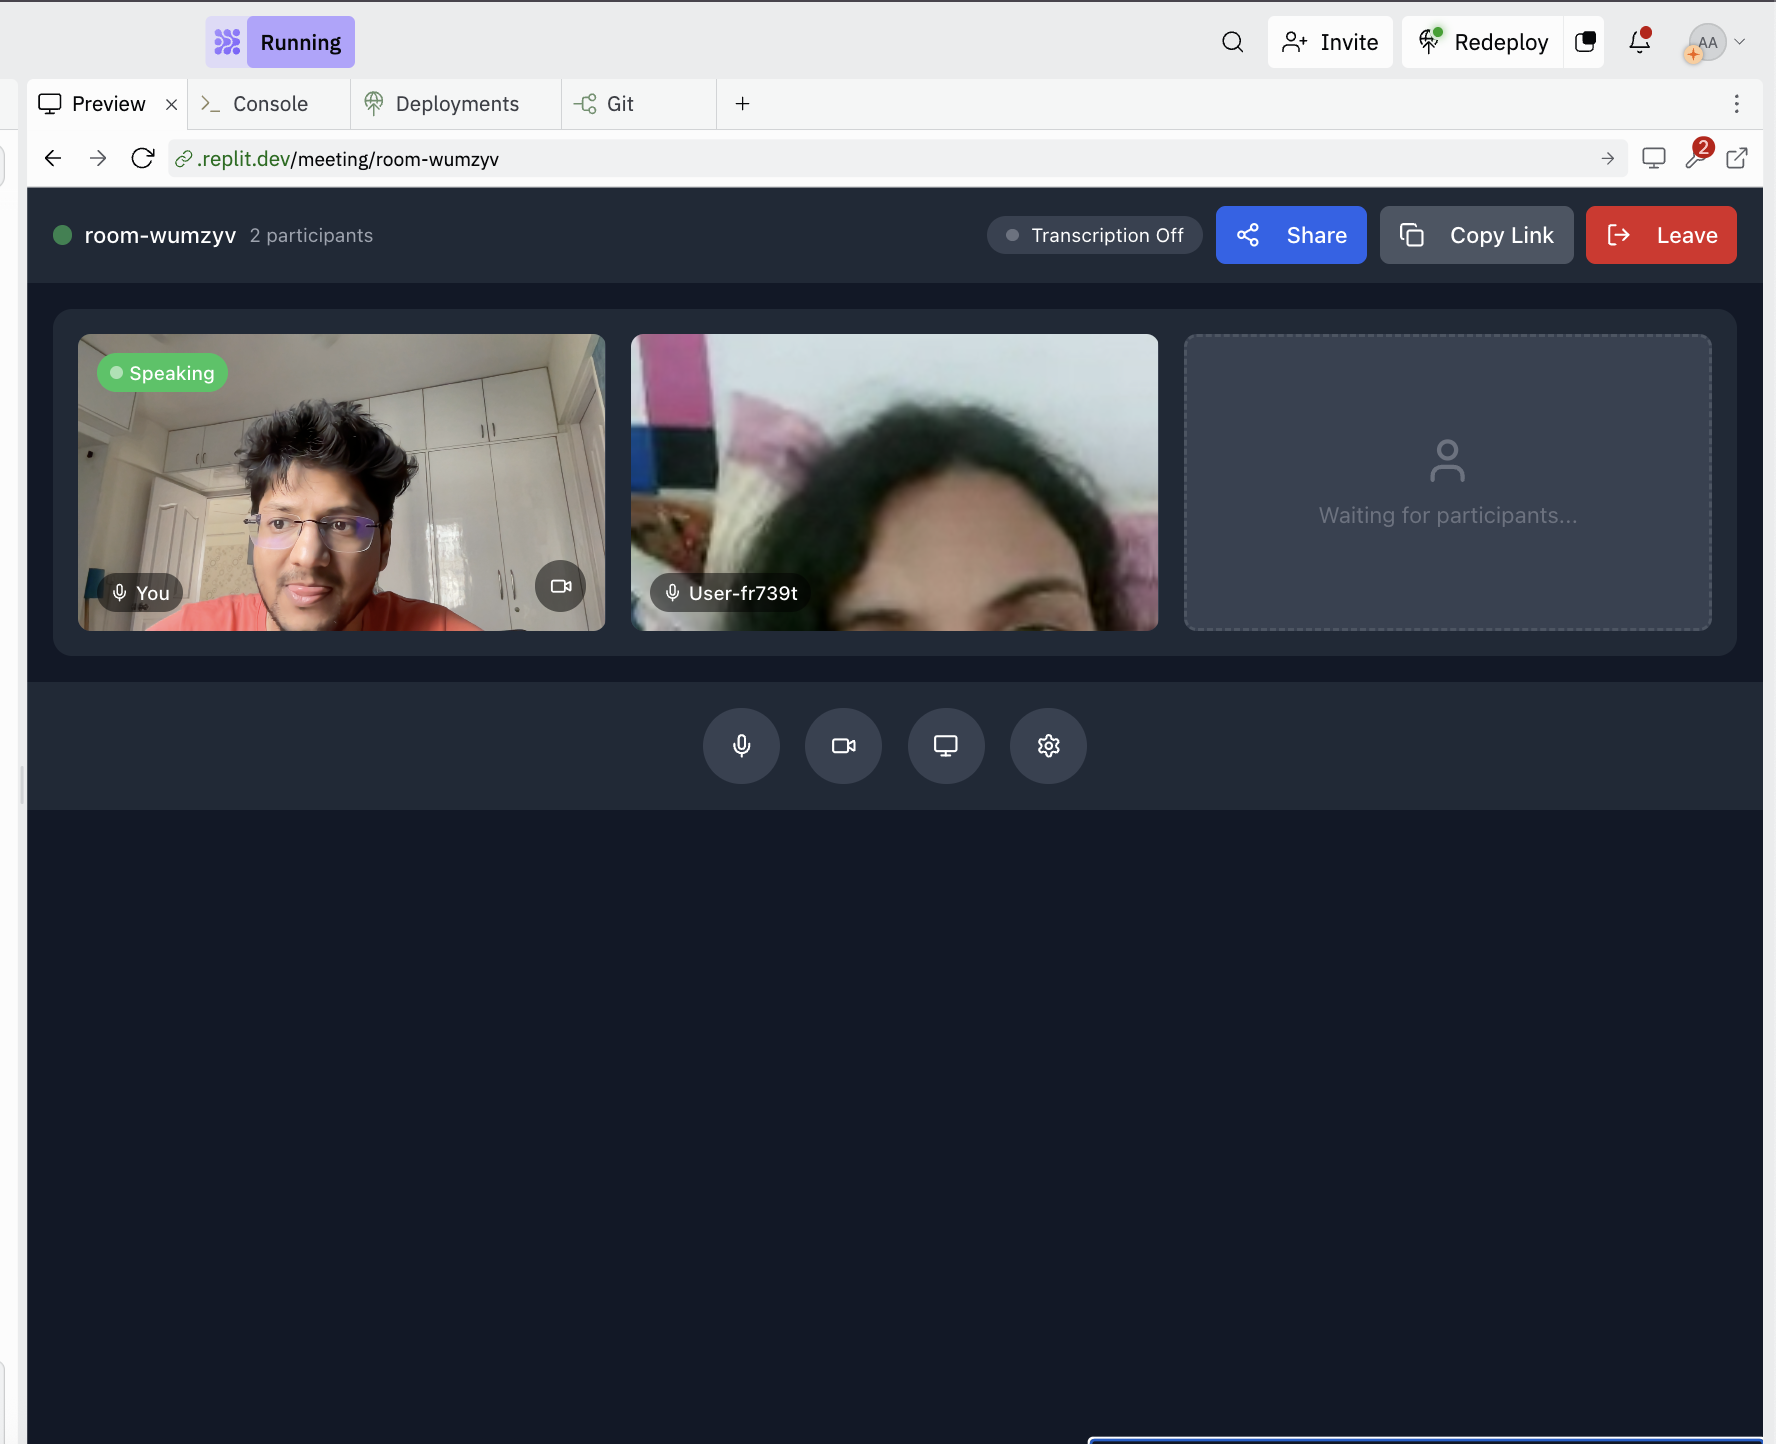 Running
Invite
Redeploy
AA
Preview
Console
Deployments
Git
.replit.dev/meeting/room-wumzyv
2
room-wumzyv 2 participants
Transcription Off
Share
Copy Link
Leave
Speaking
You
User-fr739t
Waiting for participants...